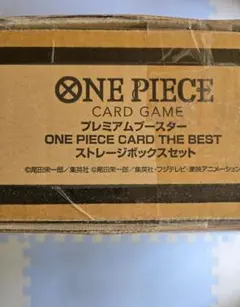 ONE PIECE
CARD GAME
プレミアムブースター
ONE PIECE CARD THE BEST
ストレージボックスセット
©尾田栄一郎／集英社 ©尾田栄一郎／集英社・フジテレビ・東映アニメーション